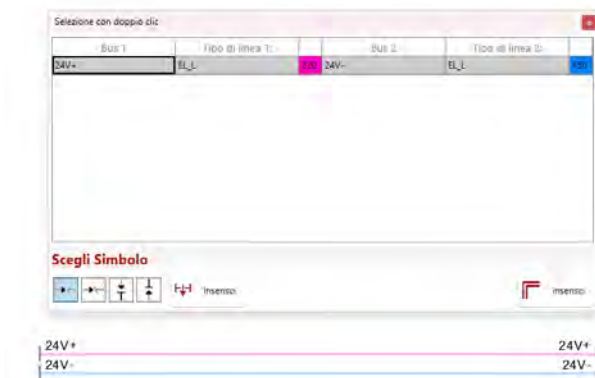 Selezione con doppio clic
Bus 1 Tipo di linea 1: Bus 2 Tipo di linea 2:
24V+ EL_L 24V- EL_L
Scegli Simbolo
Inserisci Inserisci
24V+ 24V+
24V- 24V-